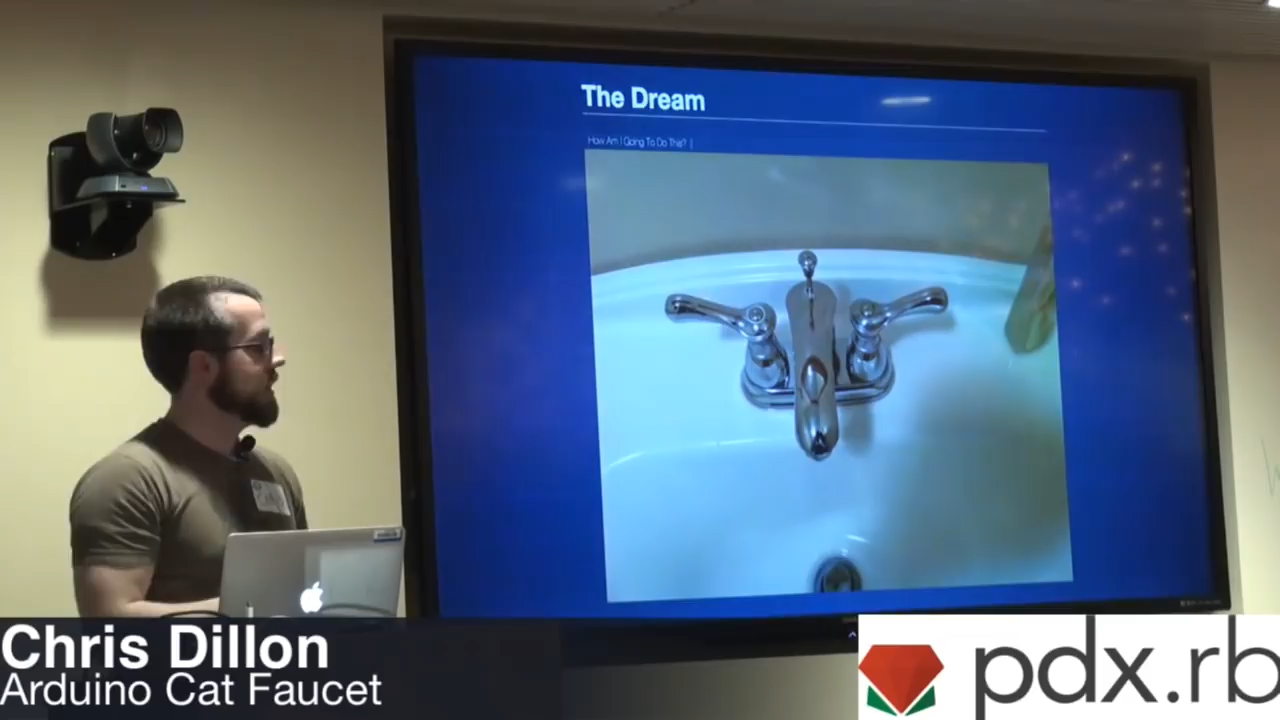 The Dream
How Am I Going To Do This?
Chris Dillon
Arduino Cat Faucet
pdx.rb